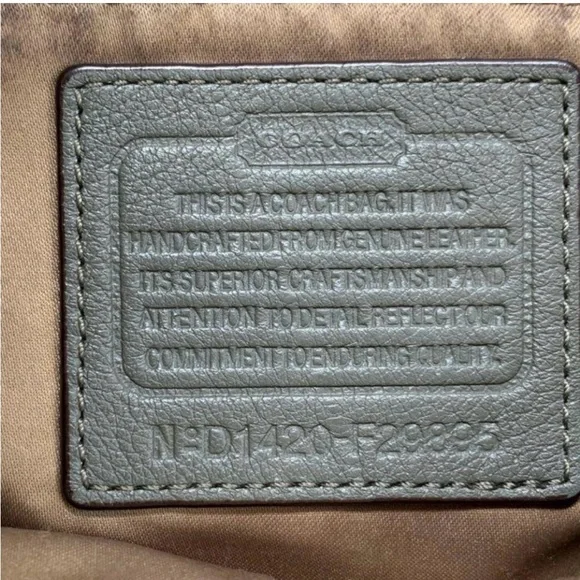 COACH
THIS IS A COACH BAG. IT WAS
HANDCRAFTED FROM GENUINE LEATHER.
ITS SUPERIOR CRAFTSMANSHIP AND
ATTENTION TO DETAIL REFLECT OUR
COMMITMENT TO ENDURING QUALITY.
Nº D1420-F29895